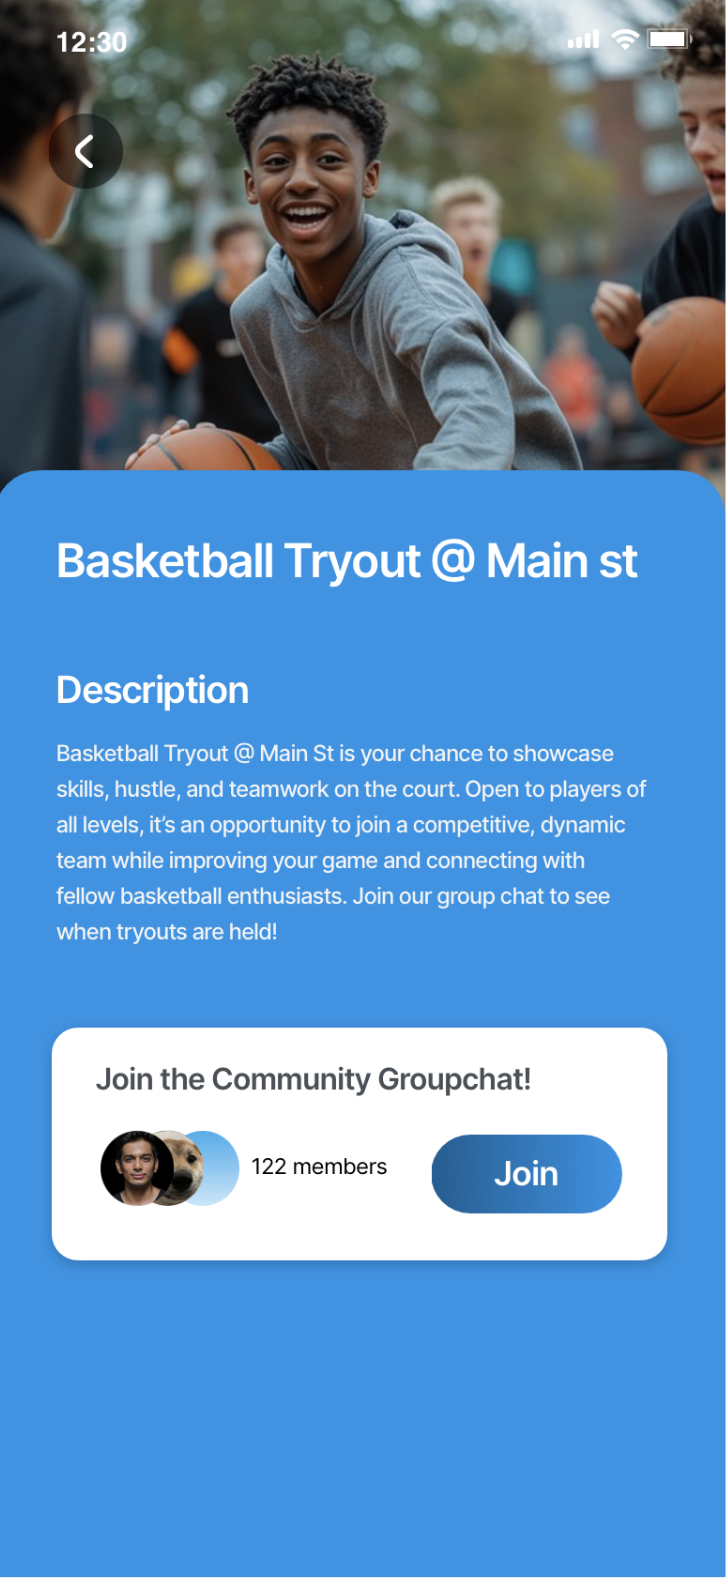 12:30
Basketball Tryout @ Main st
Description
Basketball Tryout @ Main St is your chance to showcase
skills, hustle, and teamwork on the court. Open to players of
all levels, it’s an opportunity to join a competitive, dynamic
team while improving your game and connecting with
fellow basketball enthusiasts. Join our group chat to see
when tryouts are held!
Join the Community Groupchat!
122 members
Join